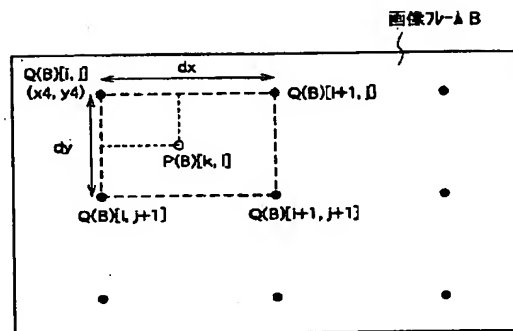 画像フレーム B
Q(B)[i, j]
(x4, y4)
dx
Q(B)[i+1, j]
dy
P(B)[k, l]
Q(B)[i, j+1]
Q(B)[i+1, j+1]